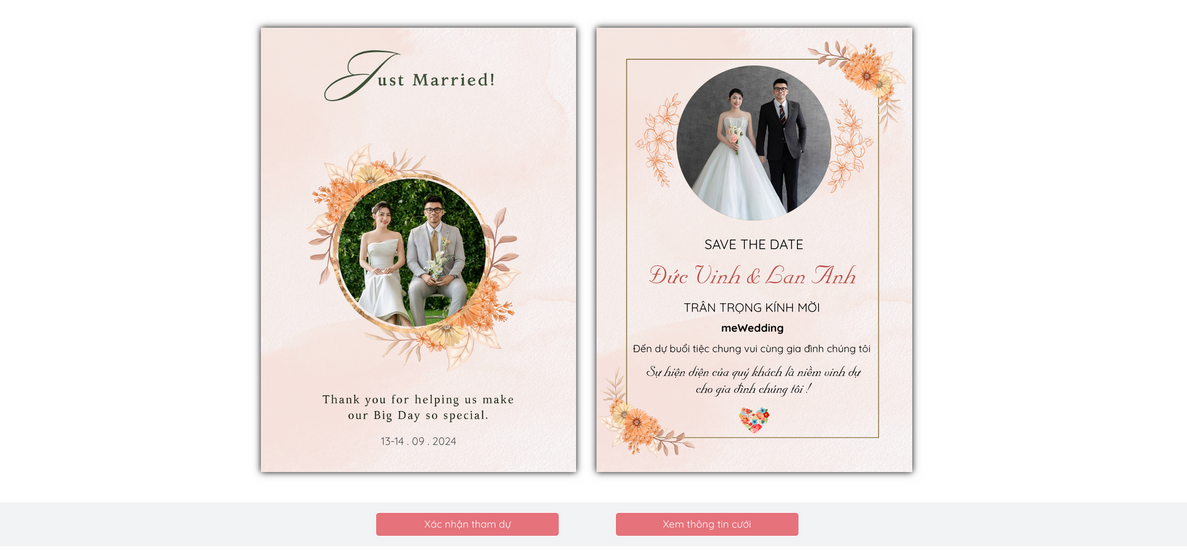 Just Married!
Thank you for helping us make
our Big Day so special.
13-14 . 09 . 2024
SAVE THE DATE
Đức Vinh & Lan Anh
TRÂN TRỌNG KÍNH MỜI
meWedding
Đến dự buổi tiệc chung vui cùng gia đình chúng tôi
Sự hiện diện của quý khách là niềm vinh dự
cho gia đình chúng tôi !
Xác nhận tham dự
Xem thông tin cưới